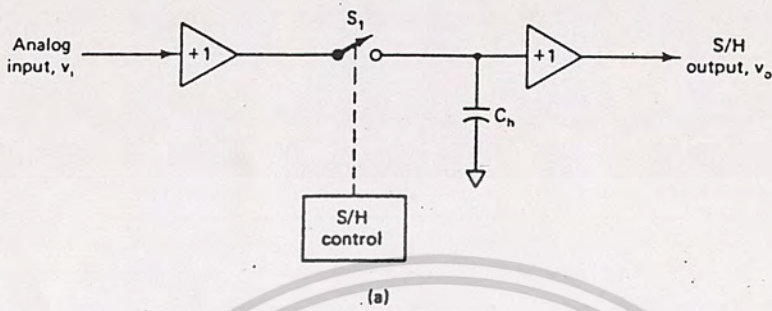 S₁
Analog
input, vᵢ
+1
+1
S/H
output, vₒ
Cₕ
S/H
control
(a)